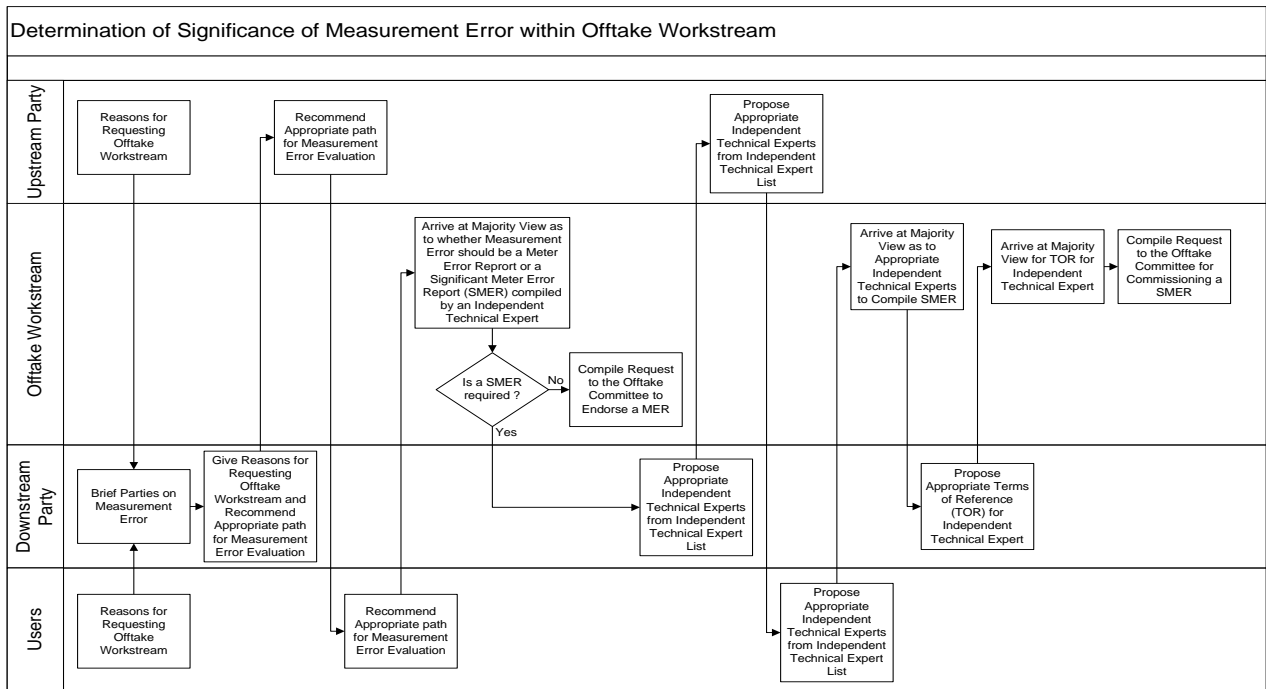 Determination of Significance of Measurement Error within Offtake Workstream
Upstream Party
Reasons for
Requesting
Offtake
Workstream
Recommend
Appropriate path
for Measurement
Error Evaluation
Propose
Appropriate
Independent
Technical Experts
from Independent
Technical Expert
List
Offtake Workstream
Arrive at Majority View as
to whether Measurement
Error should be a Meter
Error Reprort or a
Significant Meter Error
Report (SMER) compiled
by an Independent
Technical Expert
Is a SMER
required ?
No
Yes
Compile Request
to the Offtake
Committee to
Endorse a MER
Arrive at Majority
View as to
Appropriate
Independent
Technical Experts
to Compile SMER
Arrive at Majority
View for TOR for
Independent
Technical Expert
Compile Request
to the Offtake
Committee for
Commissioning a
SMER
Downstream
Party
Brief Parties on
Measurement
Error
Give Reasons for
Requesting
Offtake
Workstream and
Recommend
Appropriate path
for Measurement
Error Evaluation
Propose
Appropriate
Independent
Technical Experts
from Independent
Technical Expert
List
Propose
Appropriate Terms
of Reference
(TOR) for
Independent
Technical Expert
Users
Reasons for
Requesting
Offtake
Workstream
Recommend
Appropriate path
for Measurement
Error Evaluation
Propose
Appropriate
Independent
Technical Experts
from Independent
Technical Expert
List